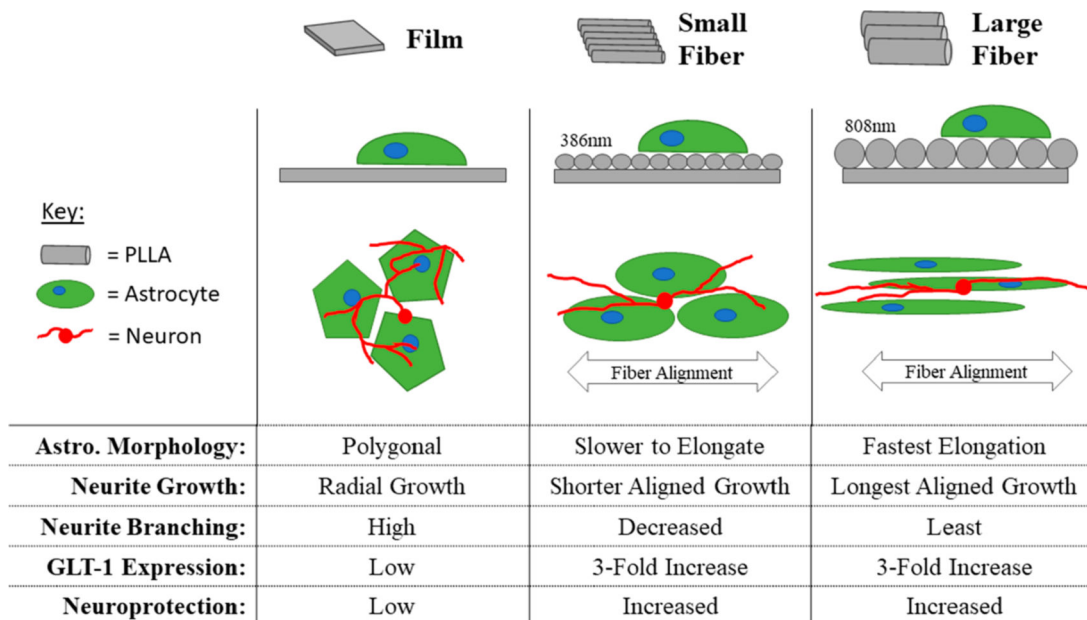 Film
Small
Fiber
Large
Fiber
386nm
808nm
Key:
= PLLA
= Astrocyte
= Neuron
Fiber Alignment
Fiber Alignment
Astro. Morphology: Polygonal Slower to Elongate Fastest Elongation
Neurite Growth: Radial Growth Shorter Aligned Growth Longest Aligned Growth
Neurite Branching: High Decreased Least
GLT-1 Expression: Low 3-Fold Increase 3-Fold Increase
Neuroprotection: Low Increased Increased